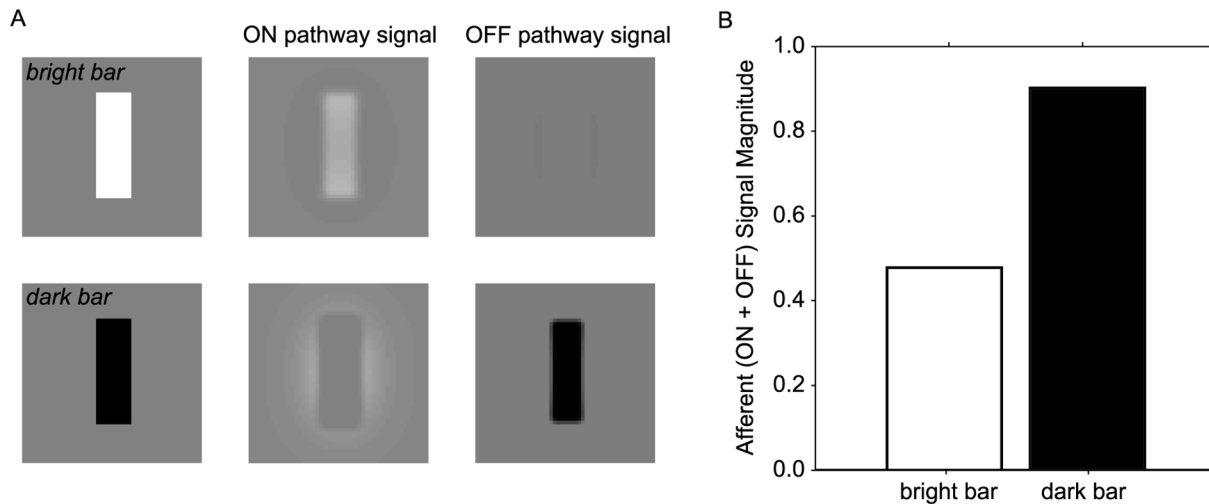 A
ON pathway signal
OFF pathway signal
bright bar
dark bar
B
Afferent (ON + OFF) Signal Magnitude
1.0
0.8
0.6
0.4
0.2
0.0
bright bar
dark bar